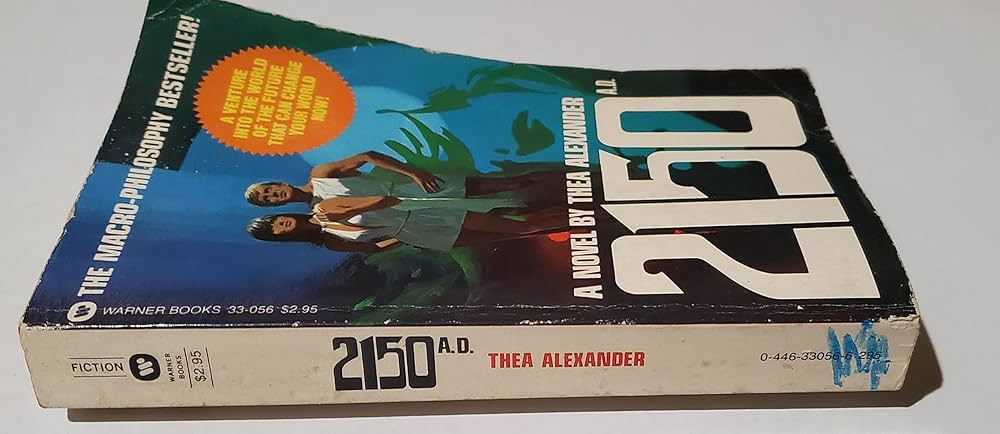 THE MACRO-PHILOSOPHY BESTSELLER!
A VENTURE
INTO THE WORLD
OF THE FUTURE
THAT CAN CHANGE
YOUR WORLD
NOW!
A NOVEL BY THEA ALEXANDER
2150 A.D.
WARNER BOOKS 33-056 $2.95
FICTION
WARNER
BOOKS
$2.95
2150 A.D.
THEA ALEXANDER
0-446-33056-6 295